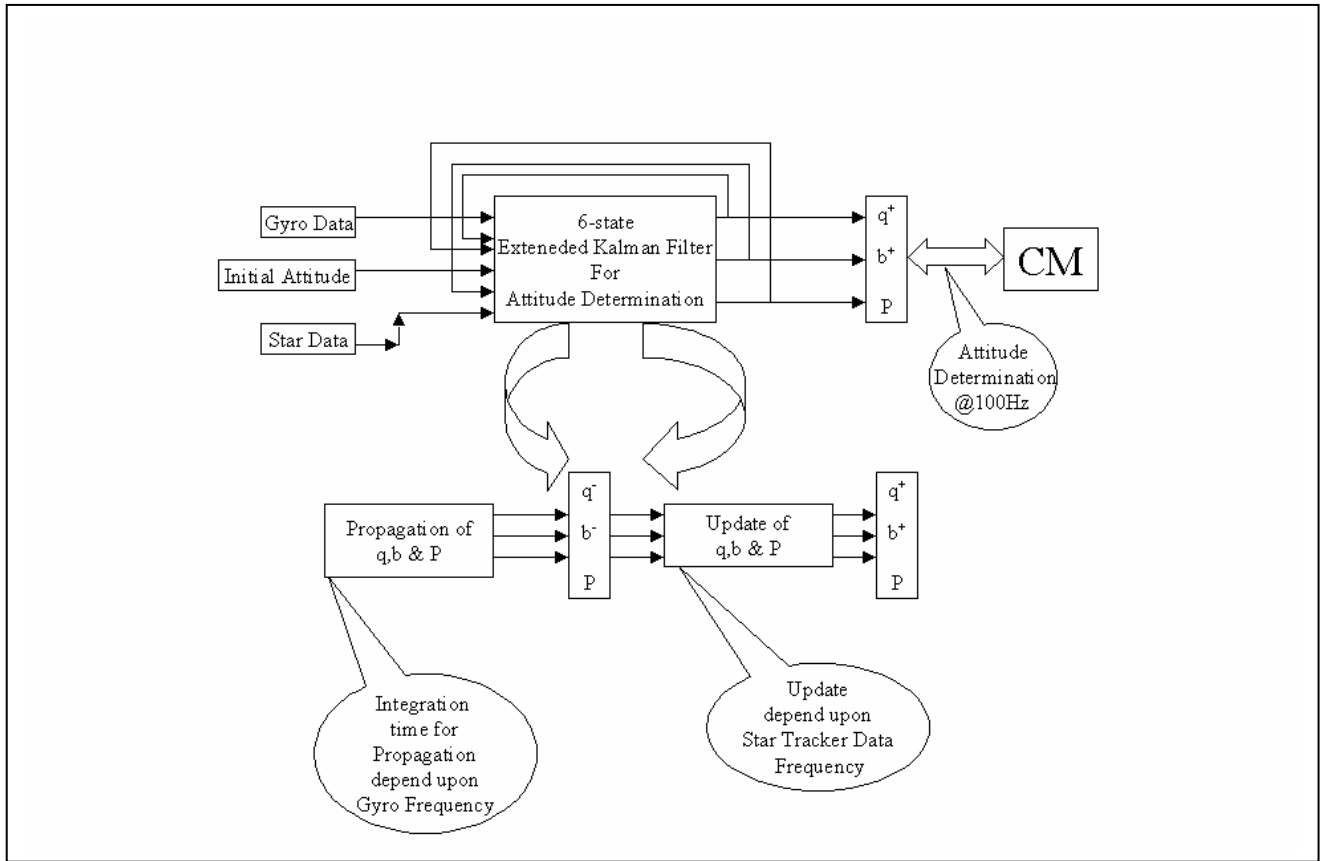 Gyro Data
Initial Attitude
Star Data
6-state
Exteneded Kalman Filter
For
Attitude Determination
q⁺
b⁺
P
CM
Attitude
Determination
@100Hz
Propagation of
q,b & P
q⁻
b⁻
P
Update of
q,b & P
q⁺
b⁺
P
Integration
time for
Propagation
depend upon
Gyro Frequency
Update
depend upon
Star Tracker Data
Frequency